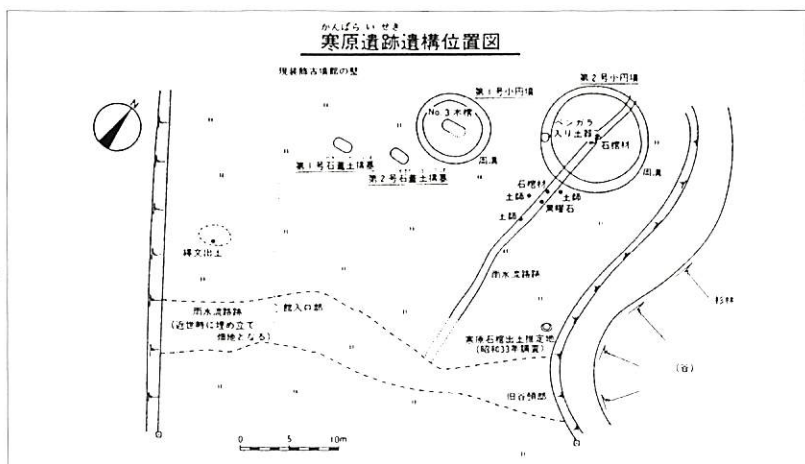 かんばらいせき
寒原遺跡遺構位置図
現装飾古墳館の壁
N
第1号小円墳
第2号小円墳
No.3木棺
ベンガラ
入り土器
石棺材
周溝
周溝
第1号石蓋土壙墓
第2号石蓋土壙墓
石棺材
土師
土師
黒曜石
土師
縄文出土
雨水流路跡
雨水流路跡
(近世時に埋め立て
畑地となる)
館入口部
杉林
寒原石棺出土推定地
(昭和33年調査)
(谷)
旧谷頭部
0 5 10m